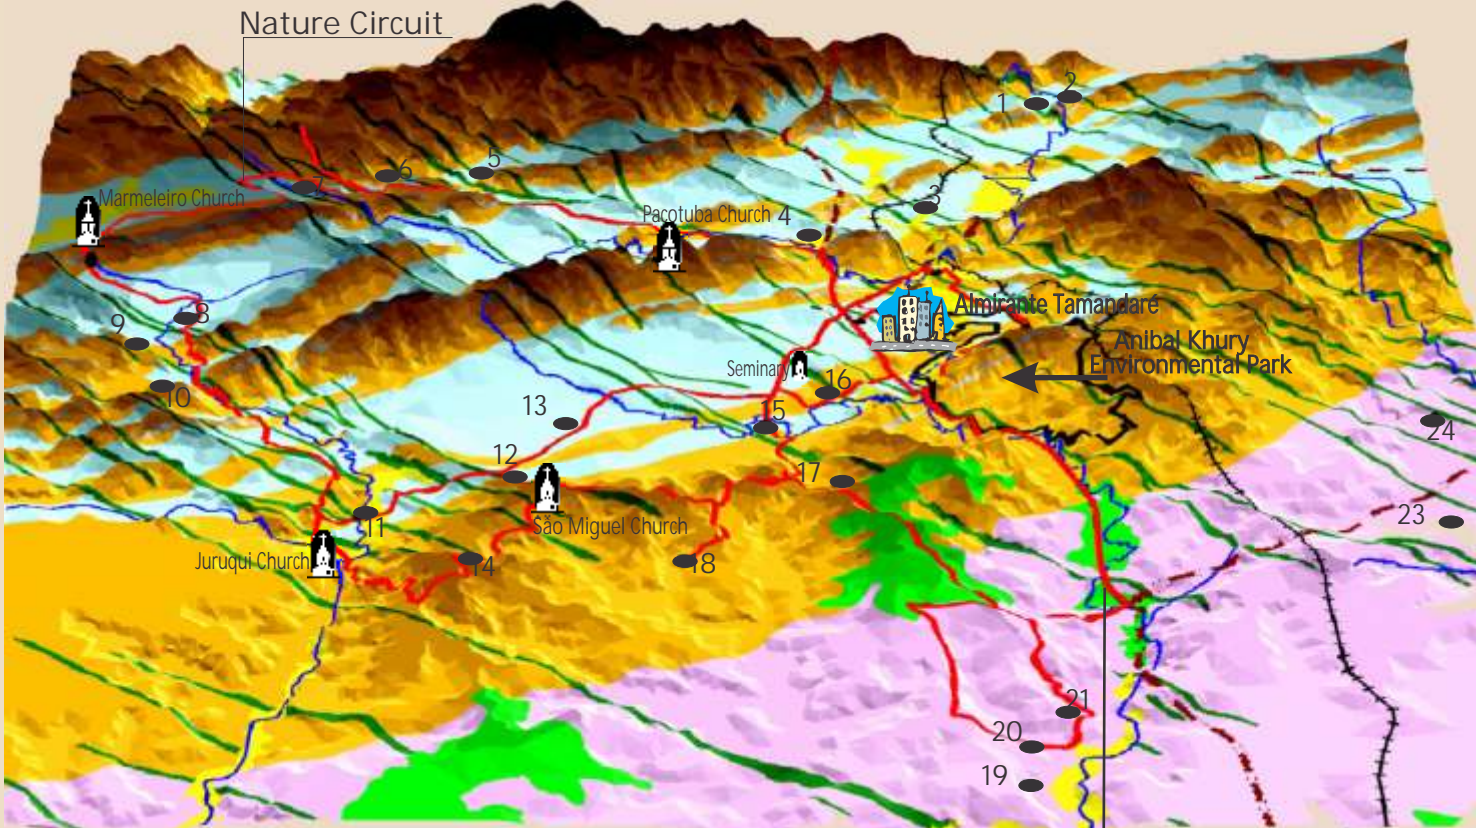 Nature Circuit
1
2
5
6
7
Marmeleiro Church
3
Pacotuba Church
4
Almirante Tamandaré
8
9
Anibal Khury
Environmental Park
Seminary
10
16
13
15
24
12
17
11
23
São Miguel Church
Juruqui Church
14
18
21
20
19